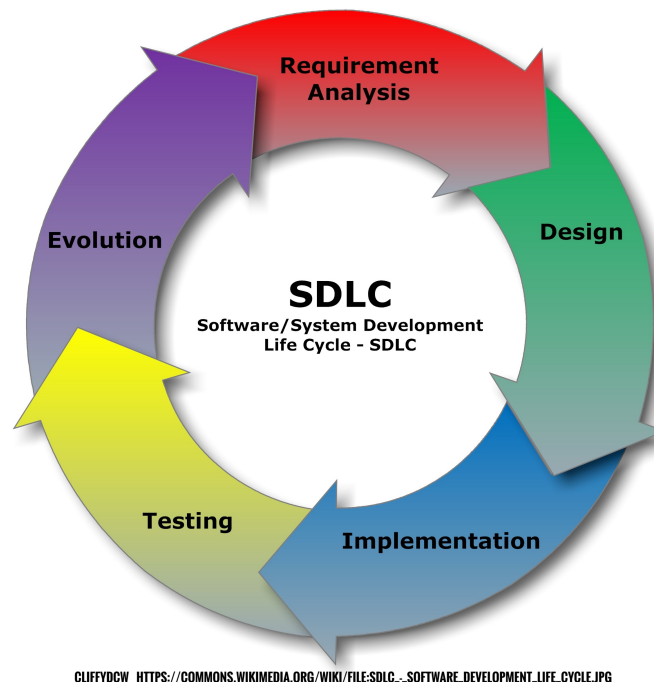 Requirement
Analysis
Design
Evolution
SDLC
Software/System Development
Life Cycle - SDLC
Testing
Implementation
CLIFFYDCW HTTPS://COMMONS.WIKIMEDIA.ORG/WIKI/FILE:SDLC_-_SOFTWARE_DEVELOPMENT_LIFE_CYCLE.JPG